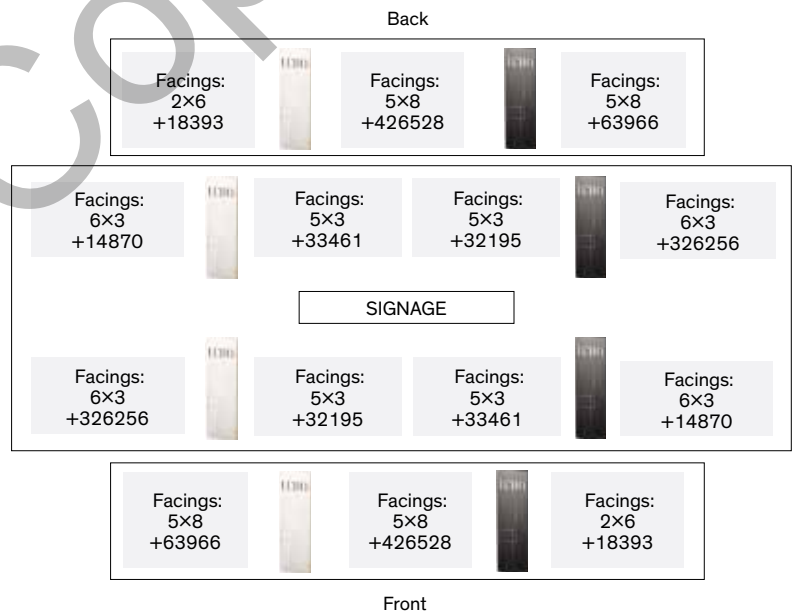 Back
Facings:
2×6
+18393
Facings:
5×8
+426528
Facings:
5×8
+63966
Facings:
6×3
+14870
Facings:
5×3
+33461
Facings:
5×3
+32195
Facings:
6×3
+326256
SIGNAGE
Facings:
6×3
+326256
Facings:
5×3
+32195
Facings:
5×3
+33461
Facings:
6×3
+14870
Facings:
5×8
+63966
Facings:
5×8
+426528
Facings:
2×6
+18393
Front